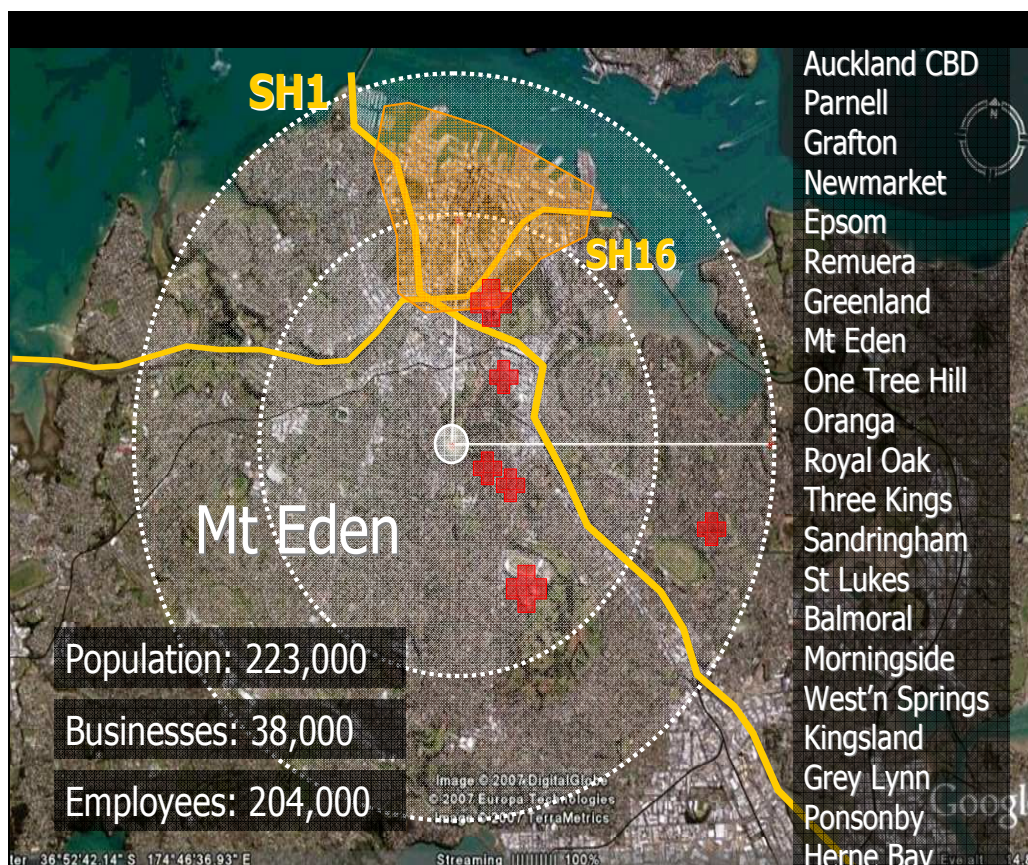 SH1
SH16
Mt Eden
Population: 223,000
Businesses: 38,000
Employees: 204,000
Auckland CBD
Parnell
Grafton
Newmarket
Epsom
Remuera
Greenland
Mt Eden
One Tree Hill
Oranga
Royal Oak
Three Kings
Sandringham
St Lukes
Balmoral
Morningside
West'n Springs
Kingsland
Grey Lynn
Ponsonby
Herne Bay
N
Image © 2007 DigitalGlobe
© 2007 Europa Technologies
Image © 2007 TerraMetrics
Google
36°52'42.14" S 174°46'36.93" E
Streaming ||||||||| 100%